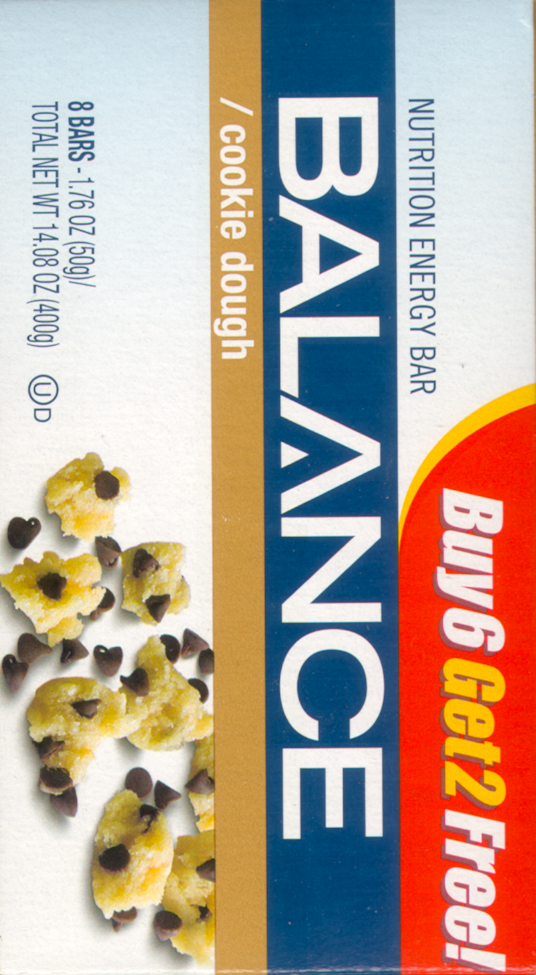 NUTRITION ENERGY BAR
BALANCE
/ cookie dough
Buy 6 Get 2 Free!
8 BARS - 1.76 OZ (50g)/
TOTAL NET WT 14.08 OZ (400g) Ⓤ D